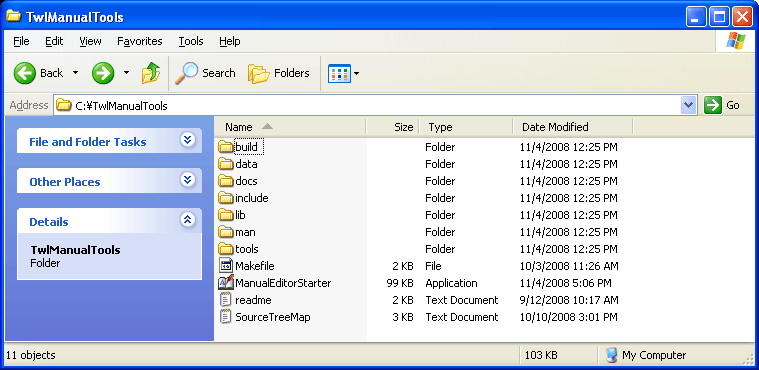 TwlManualTools
File Edit View Favorites Tools Help
Back Search Folders
Address C:¥TwlManualTools Go
File and Folder Tasks
Other Places
Details
TwlManualTools
Folder
Name Size Type Date Modified
build Folder 11/4/2008 12:25 PM
data Folder 11/4/2008 12:25 PM
docs Folder 11/4/2008 12:25 PM
include Folder 11/4/2008 12:25 PM
lib Folder 11/4/2008 12:25 PM
man Folder 11/4/2008 12:25 PM
tools Folder 11/4/2008 12:25 PM
Makefile 2 KB File 10/3/2008 11:26 AM
ManualEditorStarter 99 KB Application 11/4/2008 5:06 PM
readme 2 KB Text Document 9/12/2008 10:17 AM
SourceTreeMap 3 KB Text Document 10/10/2008 3:01 PM
11 objects 103 KB My Computer